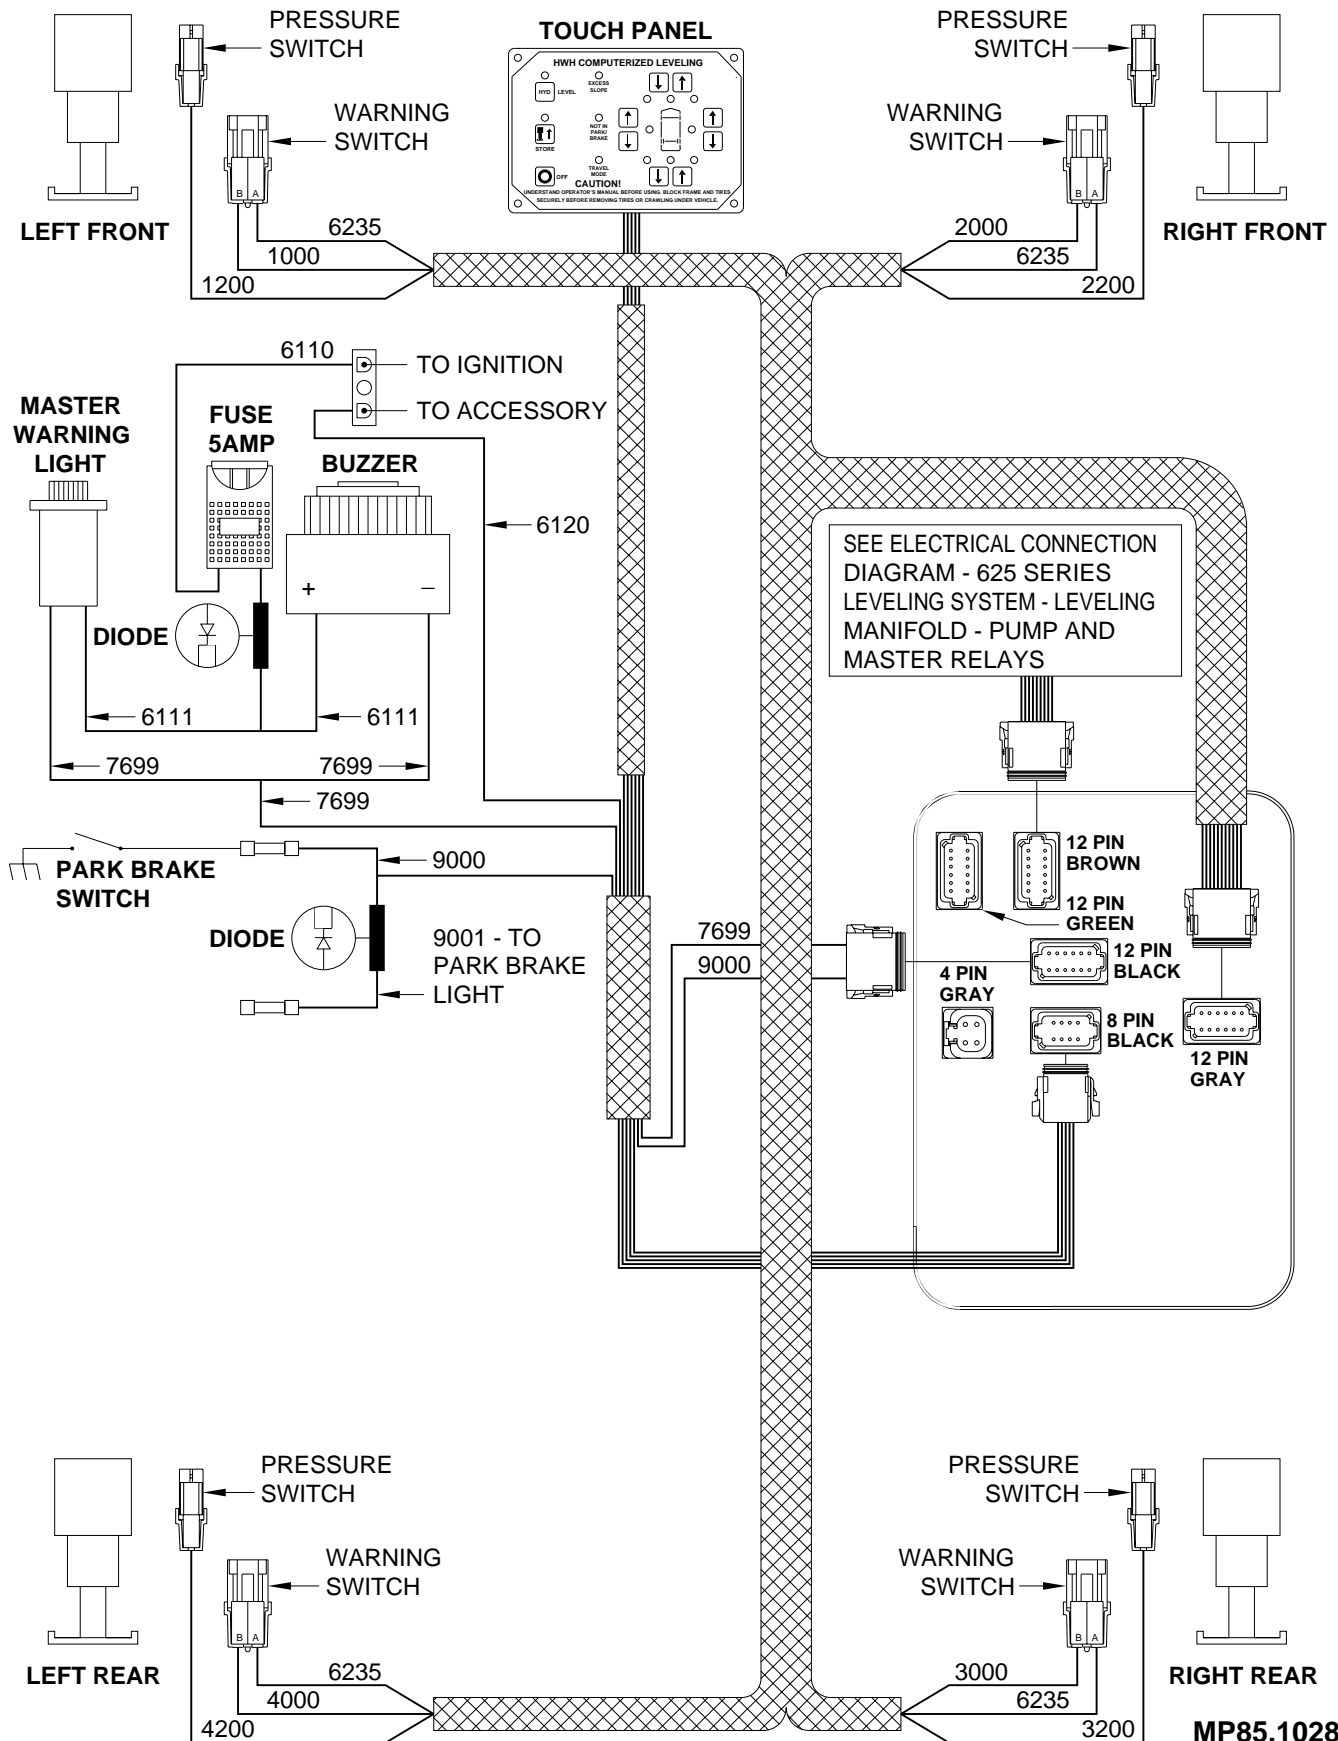 PRESSURE
SWITCH
TOUCH PANEL
PRESSURE
SWITCH
HWH COMPUTERIZED LEVELING
HYD
LEVEL
EXCESS
SLOPE
STORE
NOT IN
PARK/
BRAKE
OFF
TRAVEL
MODE
CAUTION!
UNDERSTAND OPERATOR'S MANUAL BEFORE USING. BLOCK FRAME AND TIRES
SECURELY BEFORE REMOVING TIRES OR CRAWLING UNDER VEHICLE.
WARNING
SWITCH
B A
LEFT FRONT
6235
1000
1200
WARNING
SWITCH
B A
RIGHT FRONT
2000
6235
2200
6110
TO IGNITION
TO ACCESSORY
MASTER
WARNING
LIGHT
FUSE
5AMP
BUZZER
+ –
6120
DIODE
6111
6111
7699
7699
7699
SEE ELECTRICAL CONNECTION
DIAGRAM - 625 SERIES
LEVELING SYSTEM - LEVELING
MANIFOLD - PUMP AND
MASTER RELAYS
PARK BRAKE
SWITCH
9000
DIODE
9001 - TO
PARK BRAKE
LIGHT
7699
9000
12 PIN
BROWN
12 PIN
GREEN
12 PIN
BLACK
4 PIN
GRAY
8 PIN
BLACK
12 PIN
GRAY
PRESSURE
SWITCH
WARNING
SWITCH
B A
LEFT REAR
6235
4000
4200
PRESSURE
SWITCH
WARNING
SWITCH
B A
RIGHT REAR
3000
6235
3200
MP85.1028